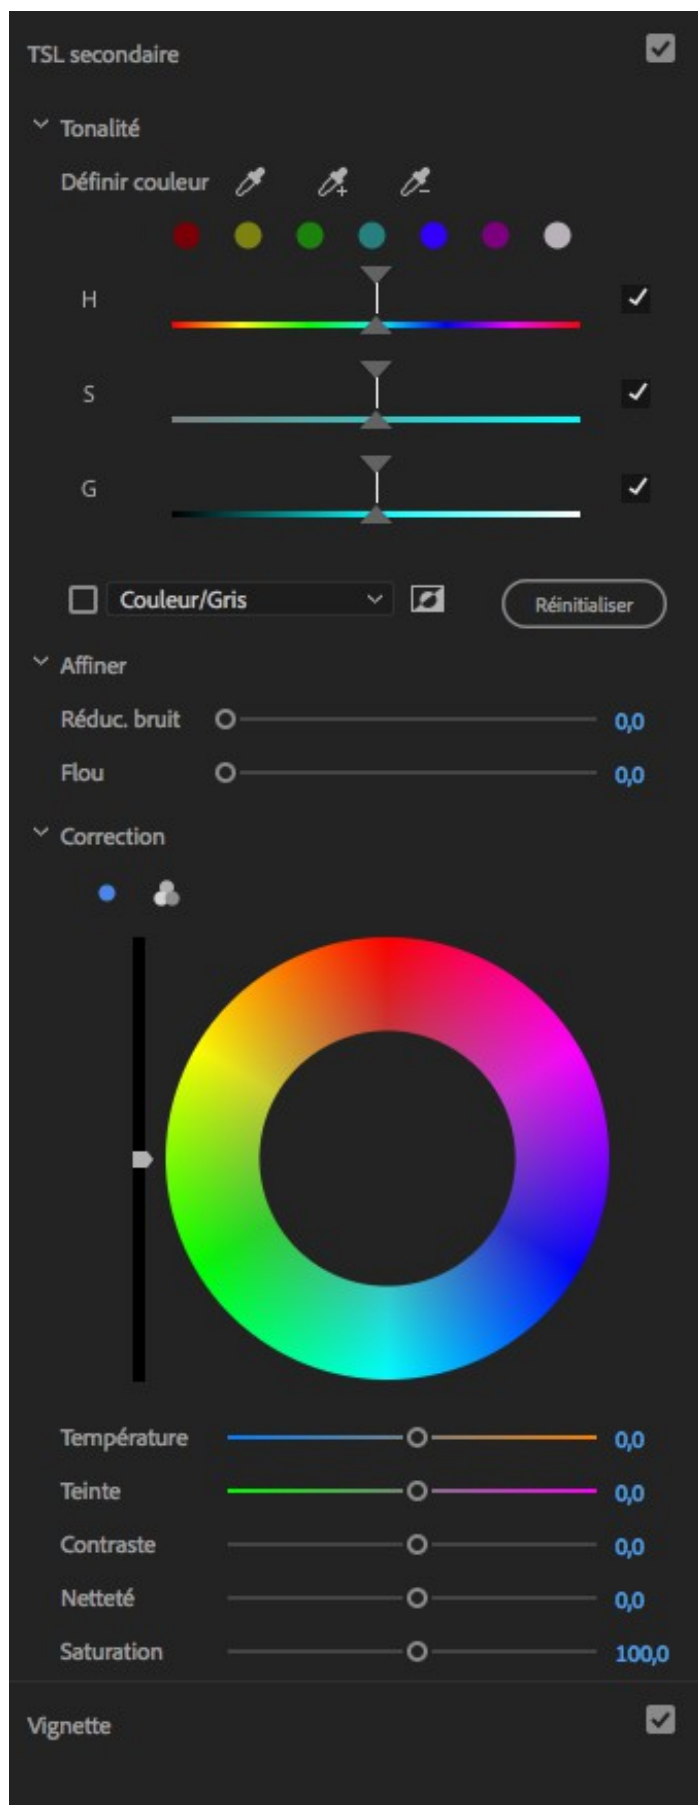 TSL secondaire
Tonalité
Définir couleur
H
S
G
Couleur/Gris
Réinitialiser
Affiner
Réduc. bruit 0,0
Flou 0,0
Correction
Température 0,0
Teinte 0,0
Contraste 0,0
Netteté 0,0
Saturation 100,0
Vignette